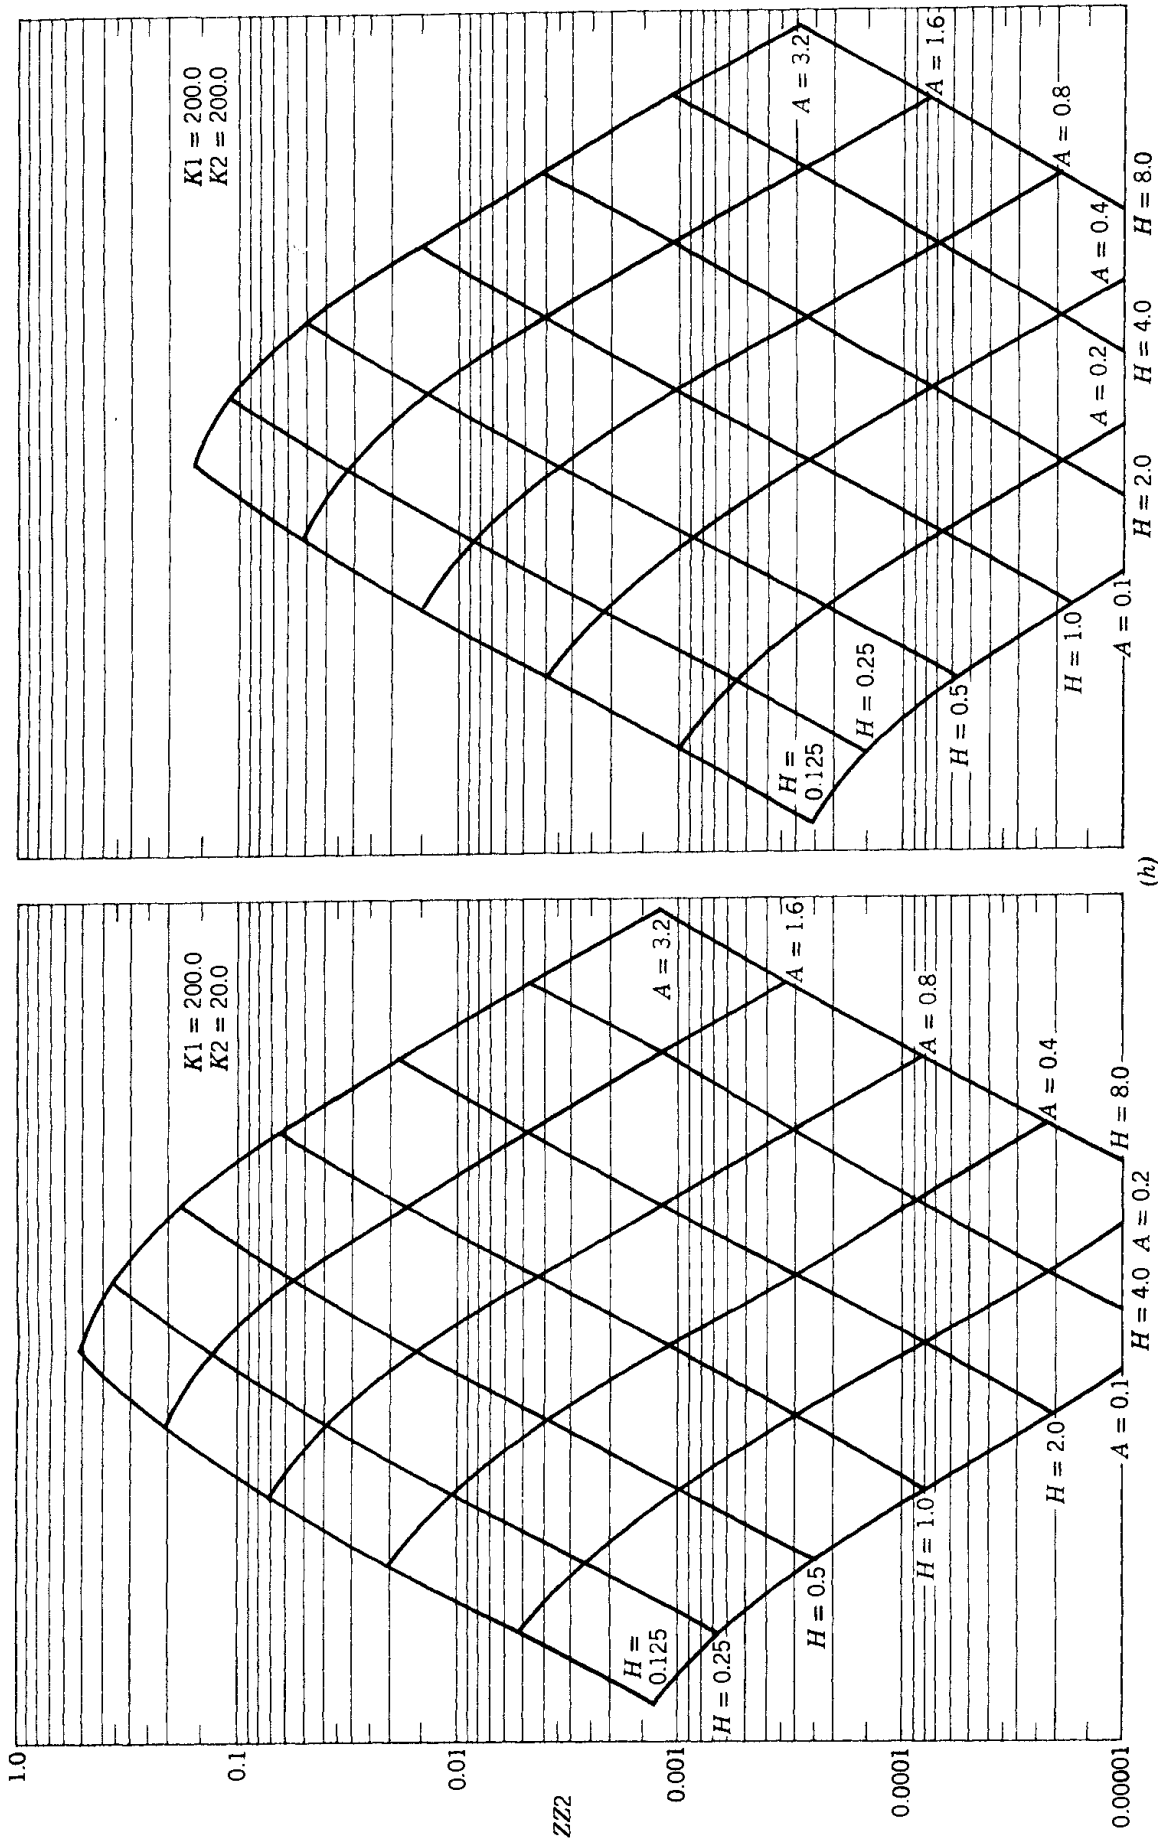 1.0
0.1
0.01
0.001
0.0001
0.00001
ZZ2
K1 = 200.0
K2 = 20.0
H =
0.125
H = 0.25
H = 0.5
H = 1.0
H = 2.0
A = 0.1
H = 4.0
A = 0.2
H = 8.0
A = 0.4
A = 0.8
A = 1.6
A = 3.2
K1 = 200.0
K2 = 200.0
H =
0.125
H = 0.25
H = 0.5
H = 1.0
A = 0.1
H = 2.0
A = 0.2
H = 4.0
A = 0.4
H = 8.0
A = 0.8
A = 1.6
A = 3.2
(h)